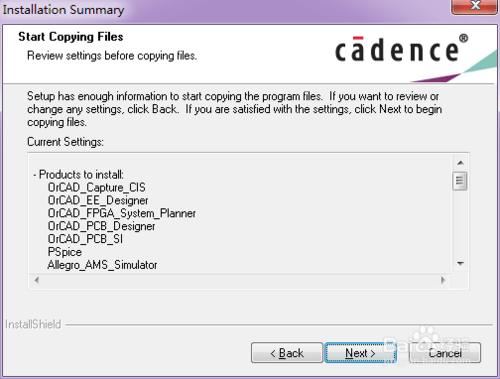 Installation Summary
Start Copying Files
Review settings before copying files.
cādence®
Setup has enough information to start copying the program files. If you want to review or
change any settings, click Back. If you are satisfied with the settings, click Next to begin
copying files.
Current Settings:
- Products to install:
OrCAD_Capture_CIS
OrCAD_EE_Designer
OrCAD_FPGA_System_Planner
OrCAD_PCB_Designer
OrCAD_PCB_SI
PSpice
Allegro_AMS_Simulator
InstallShield
< Back
Next >
Cancel